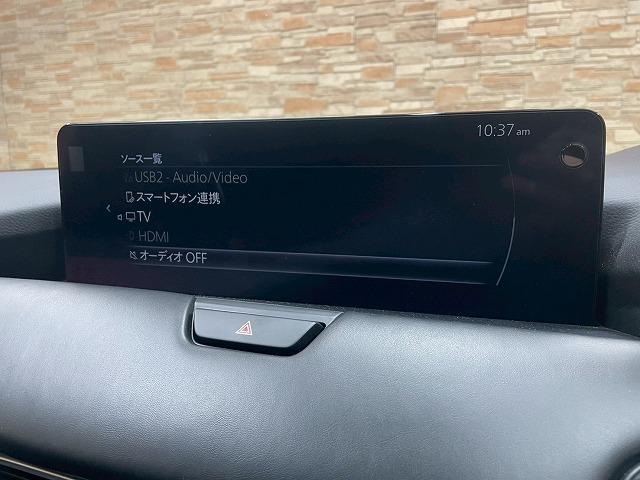 10:37 am
ソース一覧
USB2 - Audio/Video
スマートフォン連携
TV
HDMI
オーディオ OFF